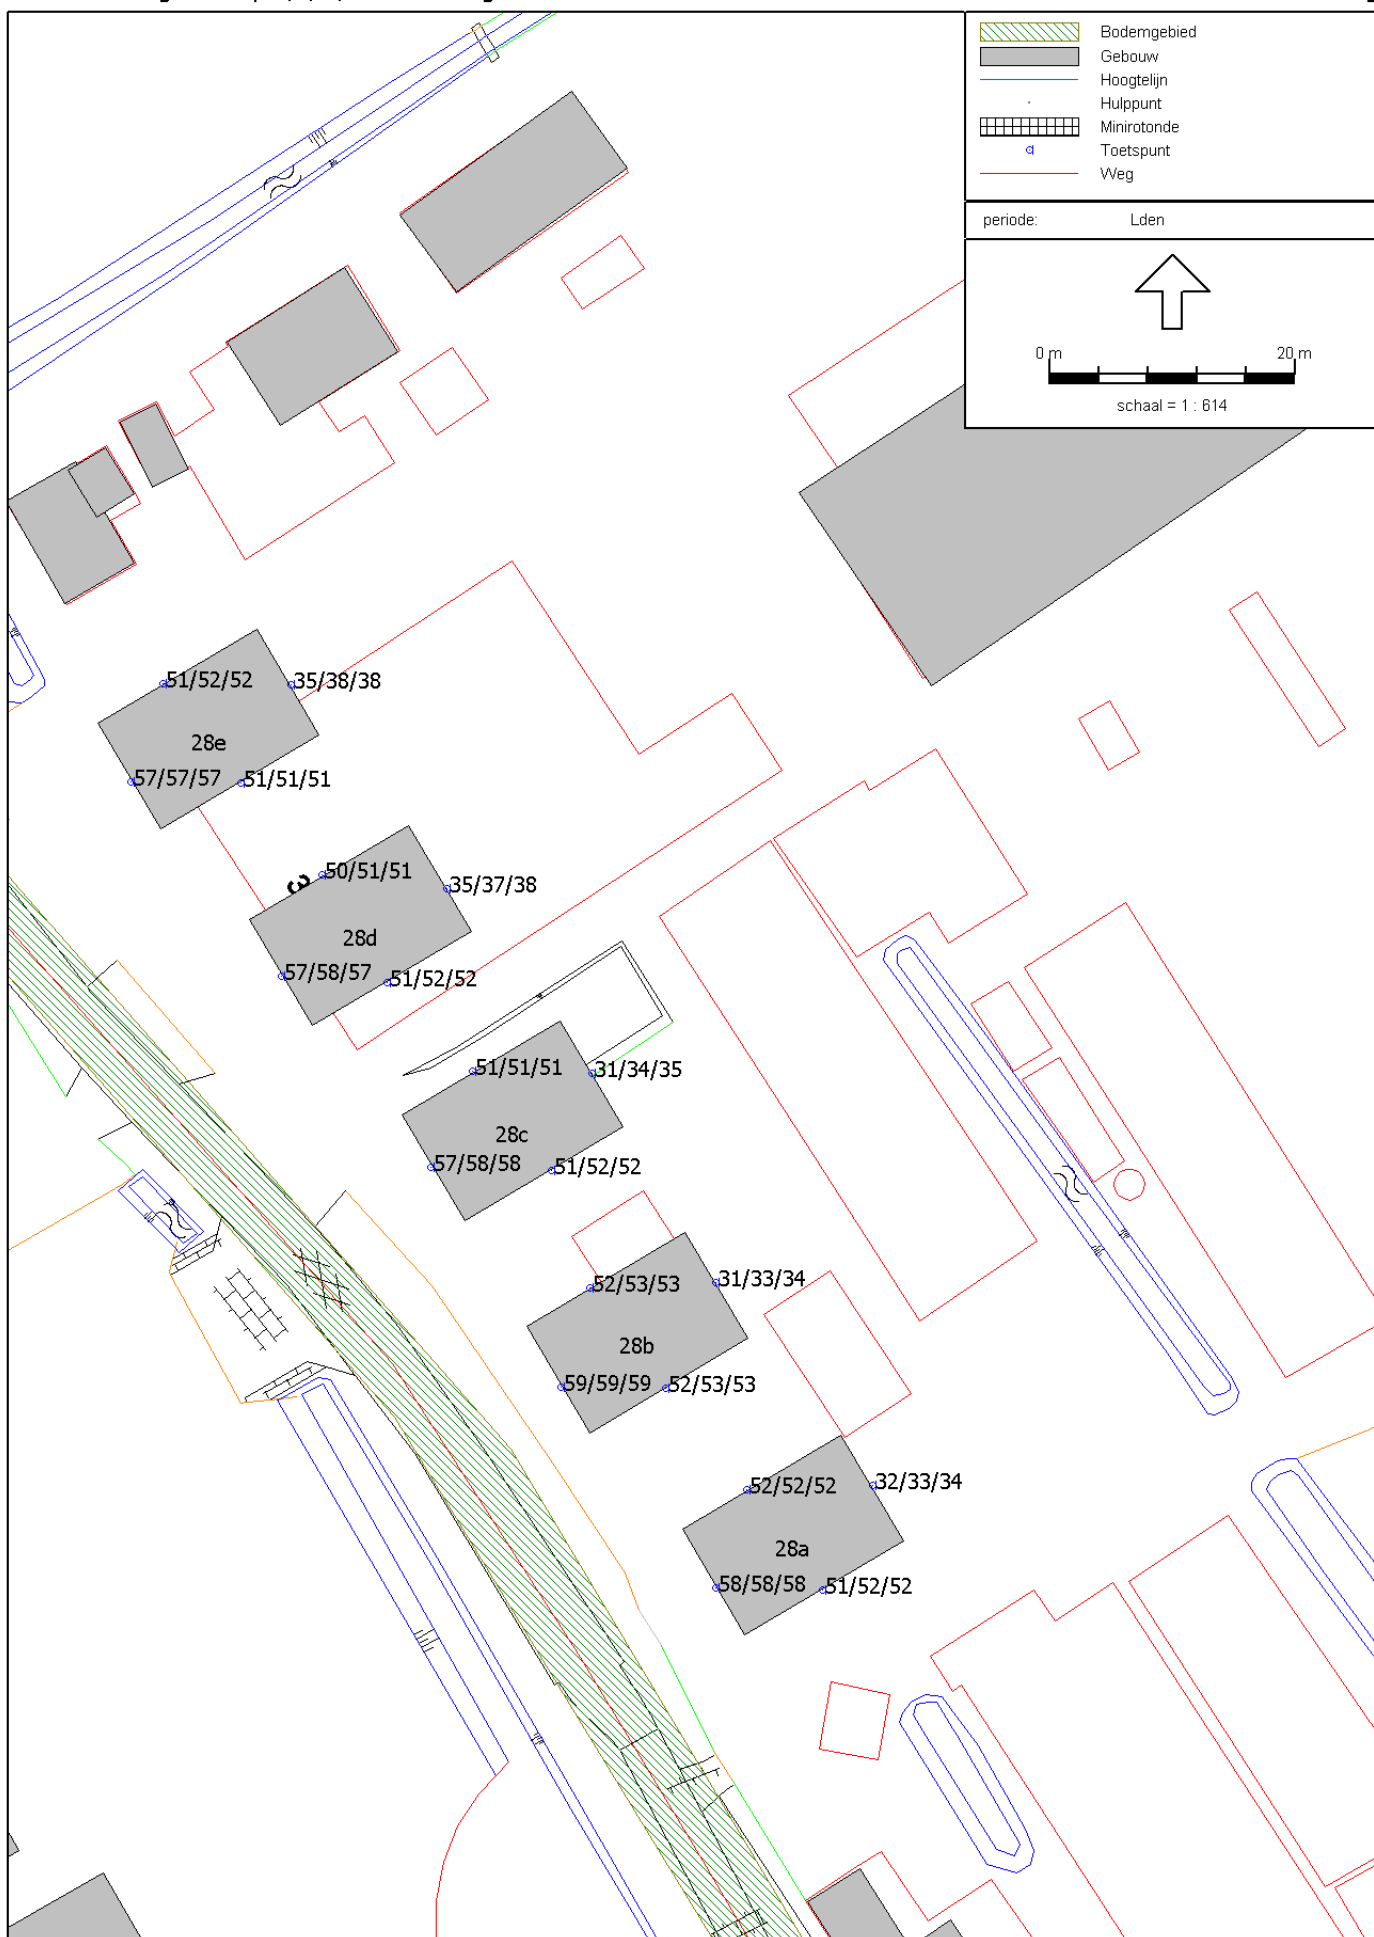 Bodemgebied
Gebouw
Hoogtelijn
Hulppunt
Minirotonde
Toetspunt
Weg
periode: Lden
0 m 20 m
schaal = 1 : 614
51/52/52 35/38/38
28e
57/57/57 51/51/51
3
50/51/51 35/37/38
28d
57/58/57 51/52/52
51/51/51 31/34/35
28c
57/58/58 51/52/52
52/53/53 31/33/34
28b
59/59/59 52/53/53
52/52/52 32/33/34
28a
58/58/58 51/52/52